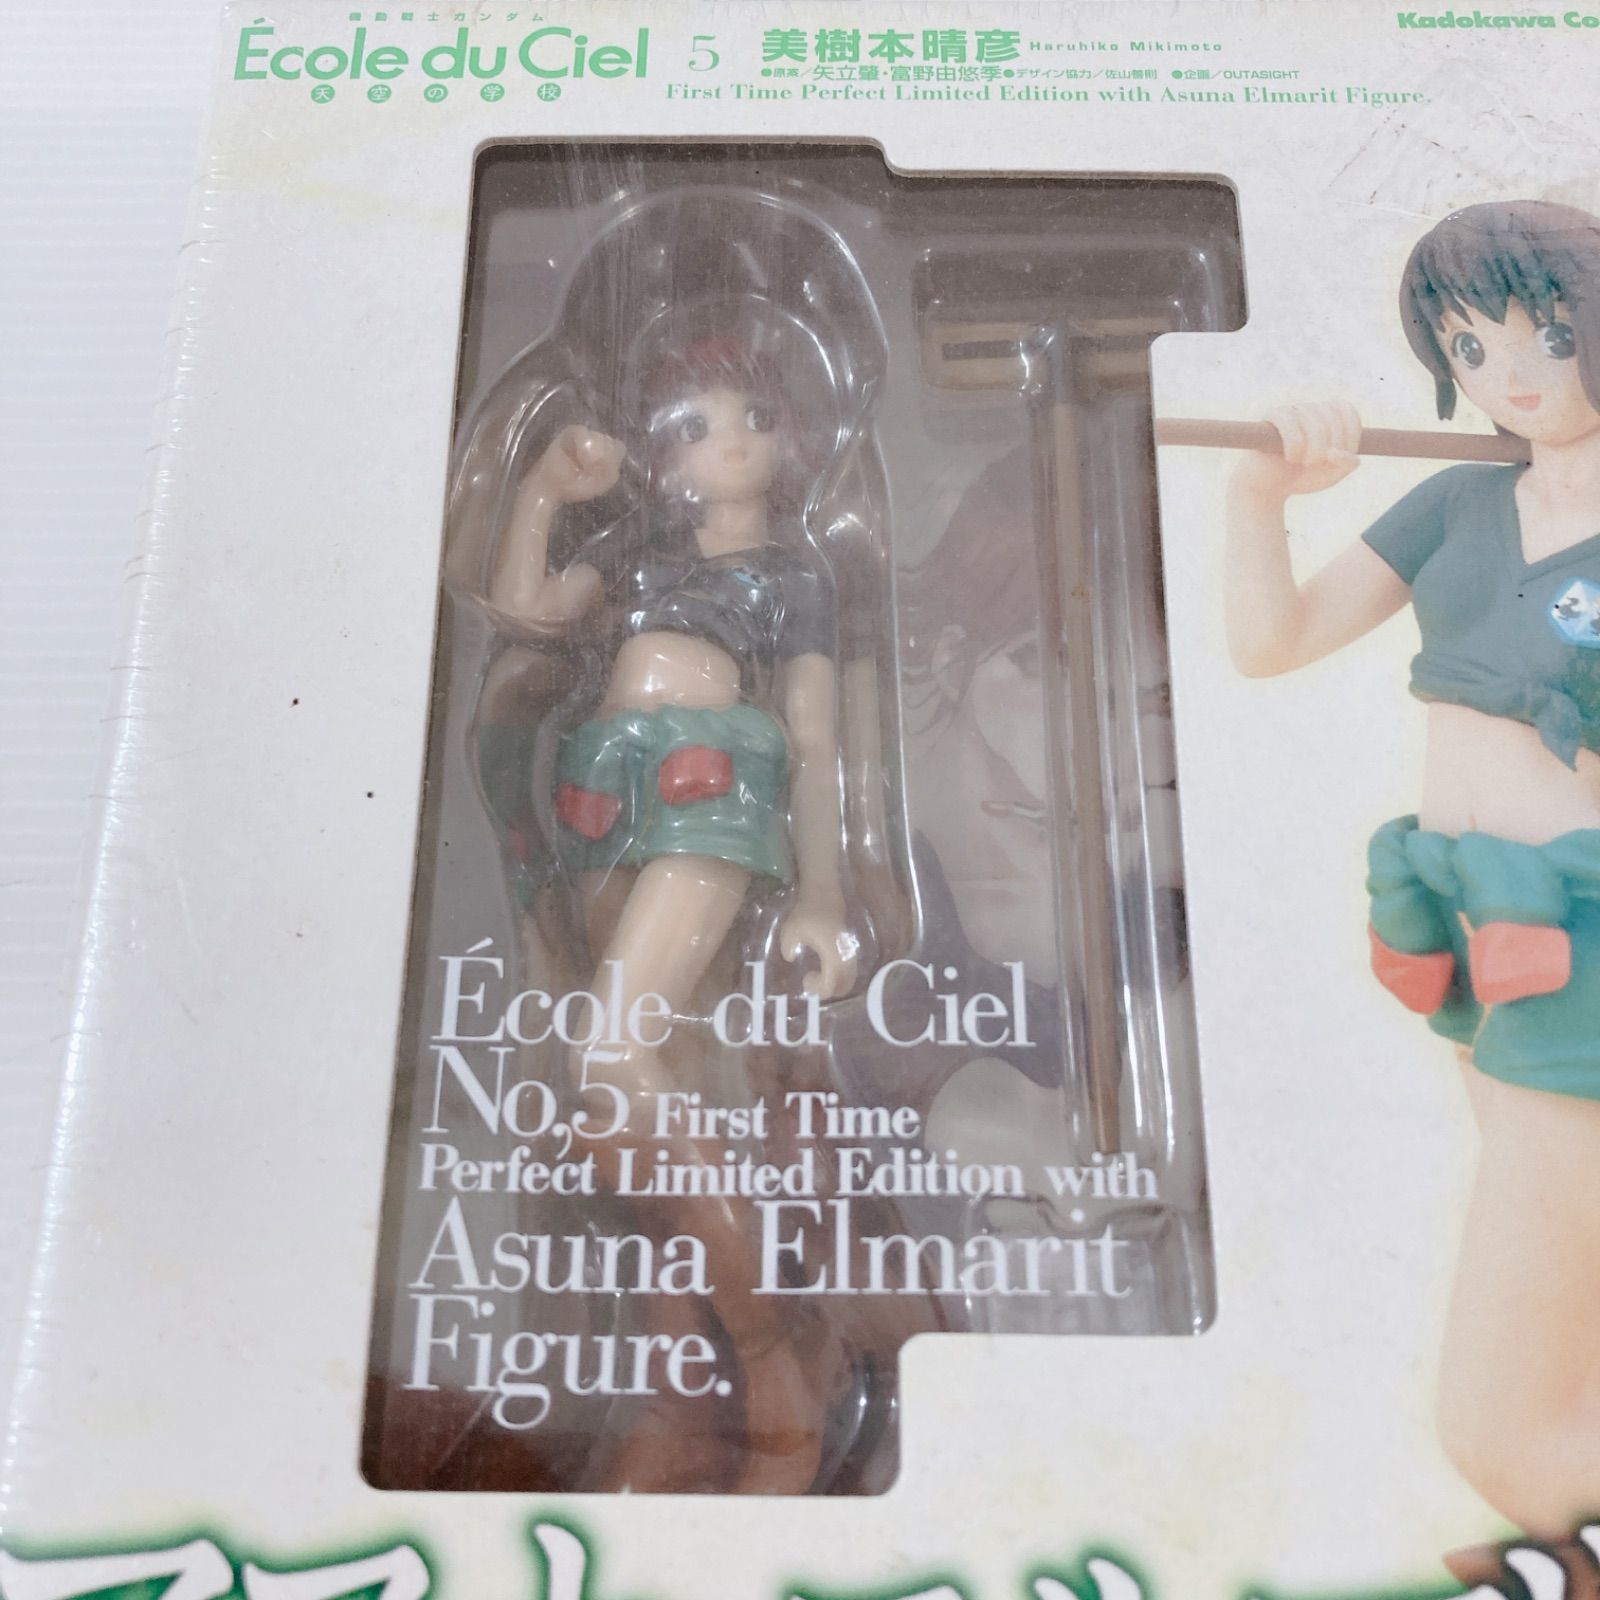 機動戦士ガンダム
École du Ciel 5 美樹本晴彦 Haruhiko Mikimoto
天空の学校
●原案／矢立肇・富野由悠季●デザイン協力／佐山善則 ●企画／OUTASIGHT
First Time Perfect Limited Edition with Asuna Elmarit Figure.
Kadokawa Co
École du Ciel
No,5 First Time
Perfect Limited Edition with
Asuna Elmarit
Figure.